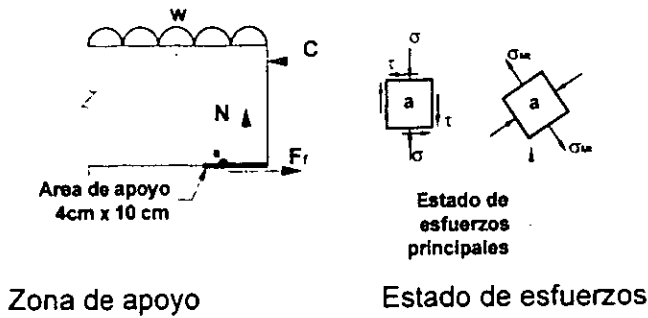 w
C
N
a
Ff
Area de apoyo
4cm x 10 cm
Zona de apoyo
σ
τ
a
τ
σ
a
Estado de
esfuerzos
principales
Estado de esfuerzos